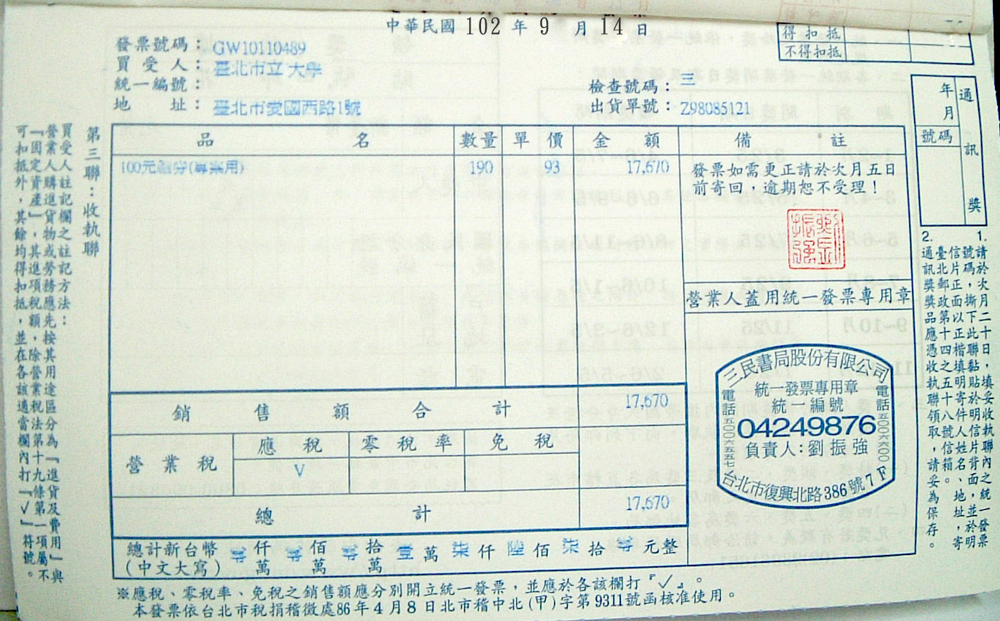 中華民國 102 年 9 月 14 日
得扣抵
不得扣抵
發票號碼： GW10110489
買受人： 臺北市立大學
統一編號：
地址： 臺北市愛國西路1號
檢查號碼： 三
出貨單號： Z98085121
品名 數量 單價 金額 備註
100元 (專案用) 190 93 17,670
發票如需更正請於次月五日
前寄回，逾期恕不受理！
營業人蓋用統一發票專用章
三民書局股份有限公司
統一發票專用章
統一編號
04249876
負責人：劉振強
台北市復興北路386號7F
電話五００六六００
銷售額合計 17,670
營業稅 應稅 零稅率 免稅
V
總計 17,670
總計新台幣
(中文大寫)
零仟萬零佰萬零拾萬壹萬柒仟陸佰柒拾零元整
※應稅、零稅率、免稅之銷售額應分別開立統一發票，並應於各該欄打『✓』。
本發票依台北市稅捐稽徵處86年4月8日北市稽中北(甲)字第9311號函核准使用。
第三聯：收執聯
買受人註記欄之註記方法：
營業人購進貨物或勞務應先按其用途區分為「進貨及費用」與
「固定資產」，其進項稅額，除營業稅法第十九條第一項屬不
可扣抵外，其餘均得扣抵，並在各該適當欄內打「✓」符號。
通訊獎
年月
號碼
1.
請於次月二十日填妥收執聯內之統一發票
號碼，撕下此聯黏貼於明信片背面，並於明
信片正面以正楷填明寄件人姓名、地址，寄
臺北郵政第十四之五十八號信箱。
2.
通訊獎獎品應憑收執聯領取，請妥為保存。